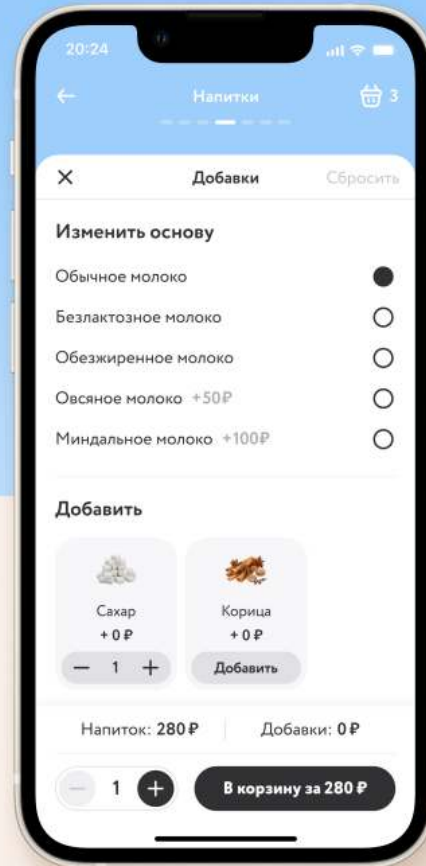 20:24
Напитки
3
Добавки
Сбросить
Изменить основу
Обычное молоко
Безлактозное молоко
Обезжиренное молоко
Овсяное молоко +50₽
Миндальное молоко +100₽
Добавить
Сахар
+ 0 ₽
1
Корица
+ 0 ₽
Добавить
Напиток: 280 ₽
Добавки: 0 ₽
1
В корзину за 280 ₽